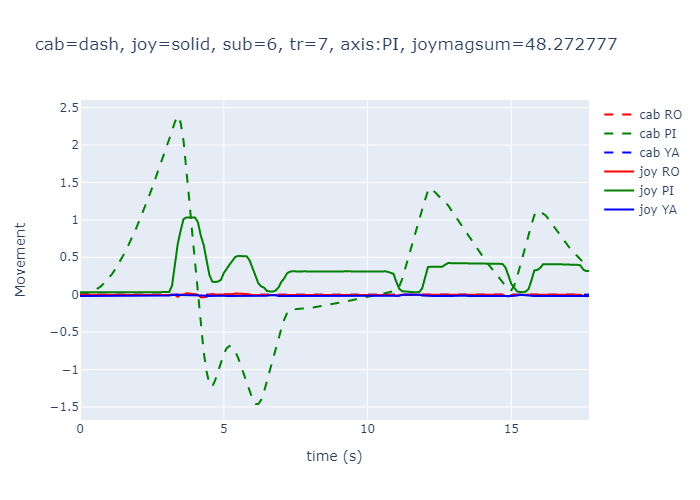 cab=dash, joy=solid, sub=6, tr=7, axis:PI, joymagsum=48.272777
2.5
2
1.5
1
0.5
0
−0.5
−1
−1.5
Movement
0
5
10
15
time (s)
cab RO
cab PI
cab YA
joy RO
joy PI
joy YA